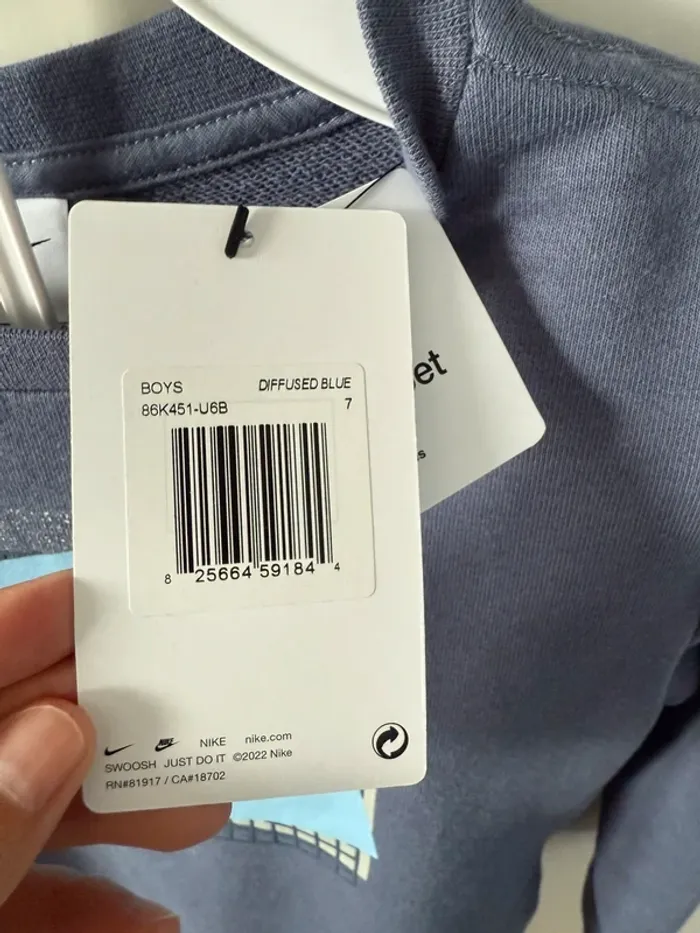 BOYS DIFFUSED BLUE
86K451-U6B 7
8 25664 59184 4
NIKE NIKE nike.com
SWOOSH JUST DO IT ©2022 Nike
RN#81917 / CA#18702